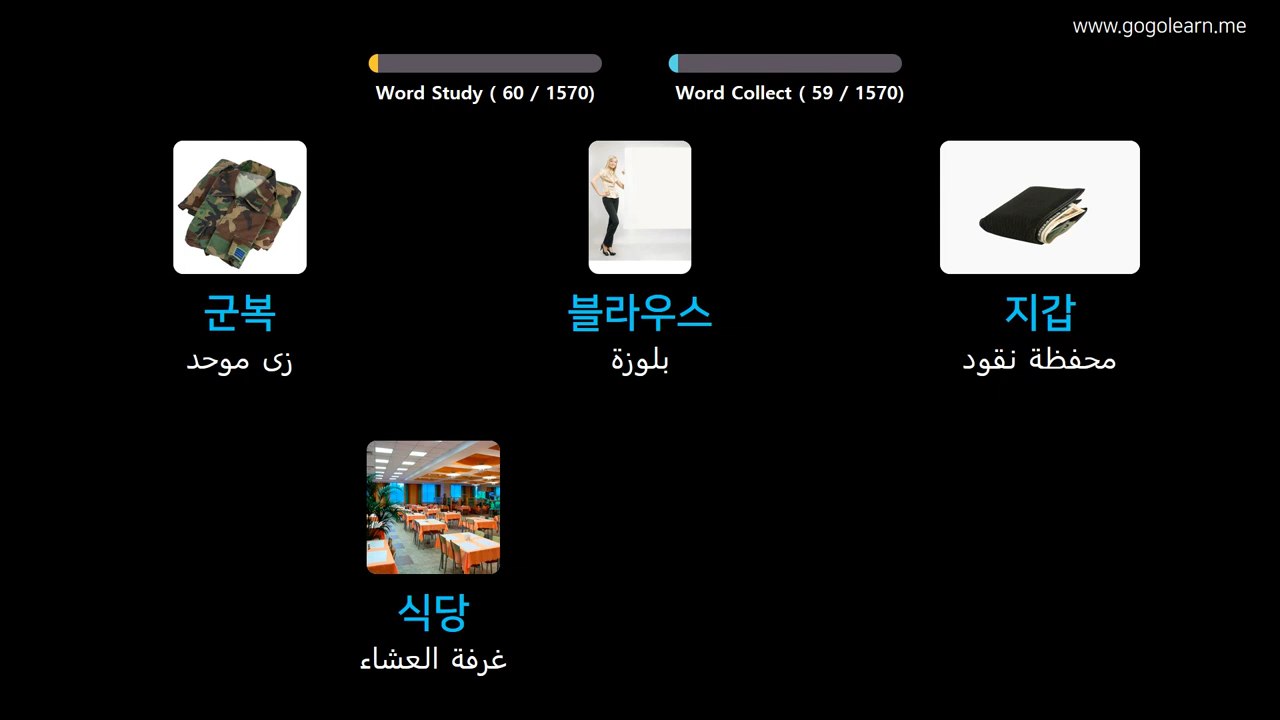 www.gogolearn.me
Word Study ( 60 / 1570)
Word Collect ( 59 / 1570)
군복
زى موحد
블라우스
بلوزة
지갑
محفظة نقود
식당
غرفة العشاء